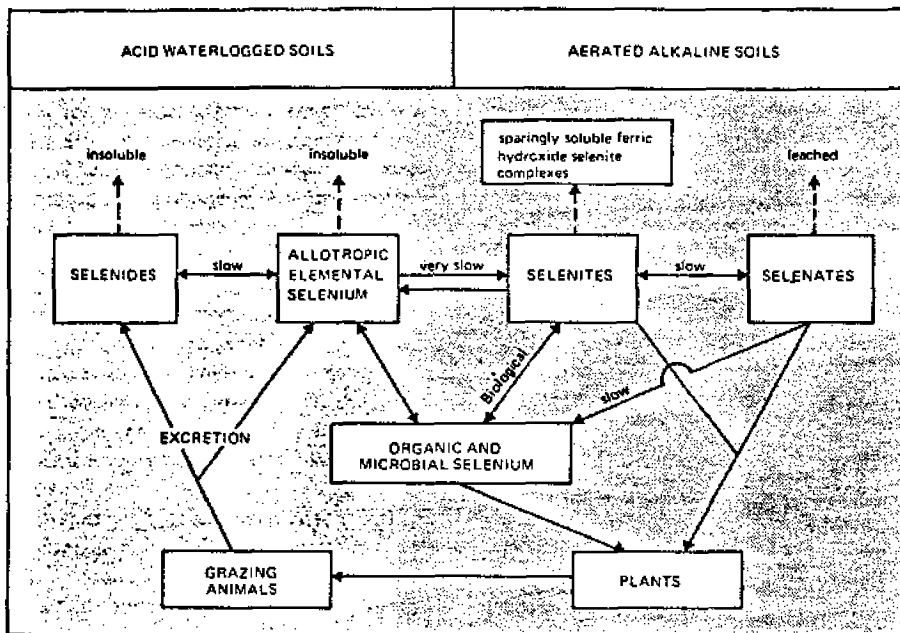 ACID WATERLOGGED SOILS
AERATED ALKALINE SOILS
insoluble
insoluble
sparingly soluble ferric
hydroxide selenite
complexes
leached
SELENIDES
slow
ALLOTROPIC
ELEMENTAL
SELENIUM
very slow
SELENITES
slow
SELENATES
Biological
slow
EXCRETION
ORGANIC AND
MICROBIAL SELENIUM
GRAZING
ANIMALS
PLANTS